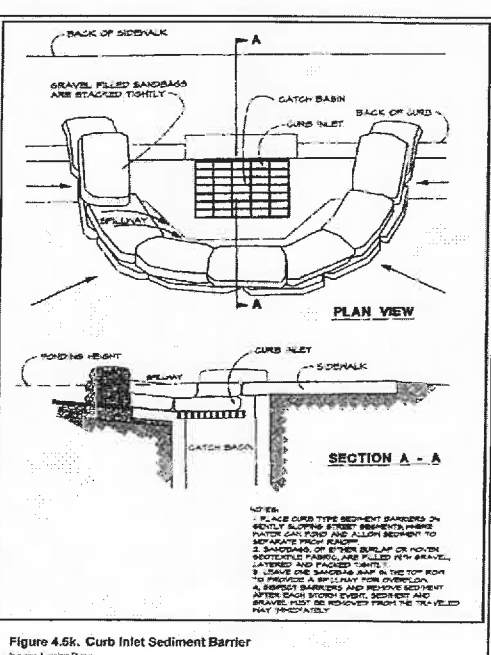 BACK OF SIDEWALK
A
GRAVEL FILLED SANDBAGS
ARE STACKED TIGHTLY
CATCH BASIN
BACK OF CURB
CURB INLET
SPILLWAY
A
PLAN VIEW
PONDING HEIGHT
SPILLWAY
CURB INLET
SIDEWALK
CATCH BASIN
SECTION A - A
NOTES:
1. PLACE CURB TYPE SEDIMENT BARRIERS ON
GENTLY SLOPING STREET SEGMENTS, WHERE
WATER CAN POND AND ALLOW SEDIMENT TO
SEPARATE FROM RUNOFF.
2. SANDBAGS, OF EITHER BURLAP OR WOVEN
GEOTEXTILE FABRIC, ARE FILLED WITH GRAVEL,
LAYERED AND PACKED TIGHTLY.
3. LEAVE ONE SANDBAG GAP IN THE TOP ROW
TO PROVIDE A SPILLWAY FOR OVERFLOW.
4. INSPECT BARRIERS AND REMOVE SEDIMENT
AFTER EACH STORM EVENT. SEDIMENT AND
GRAVEL MUST BE REMOVED FROM THE TRAVELED
WAY IMMEDIATELY
Figure 4.5k. Curb Inlet Sediment Barrier